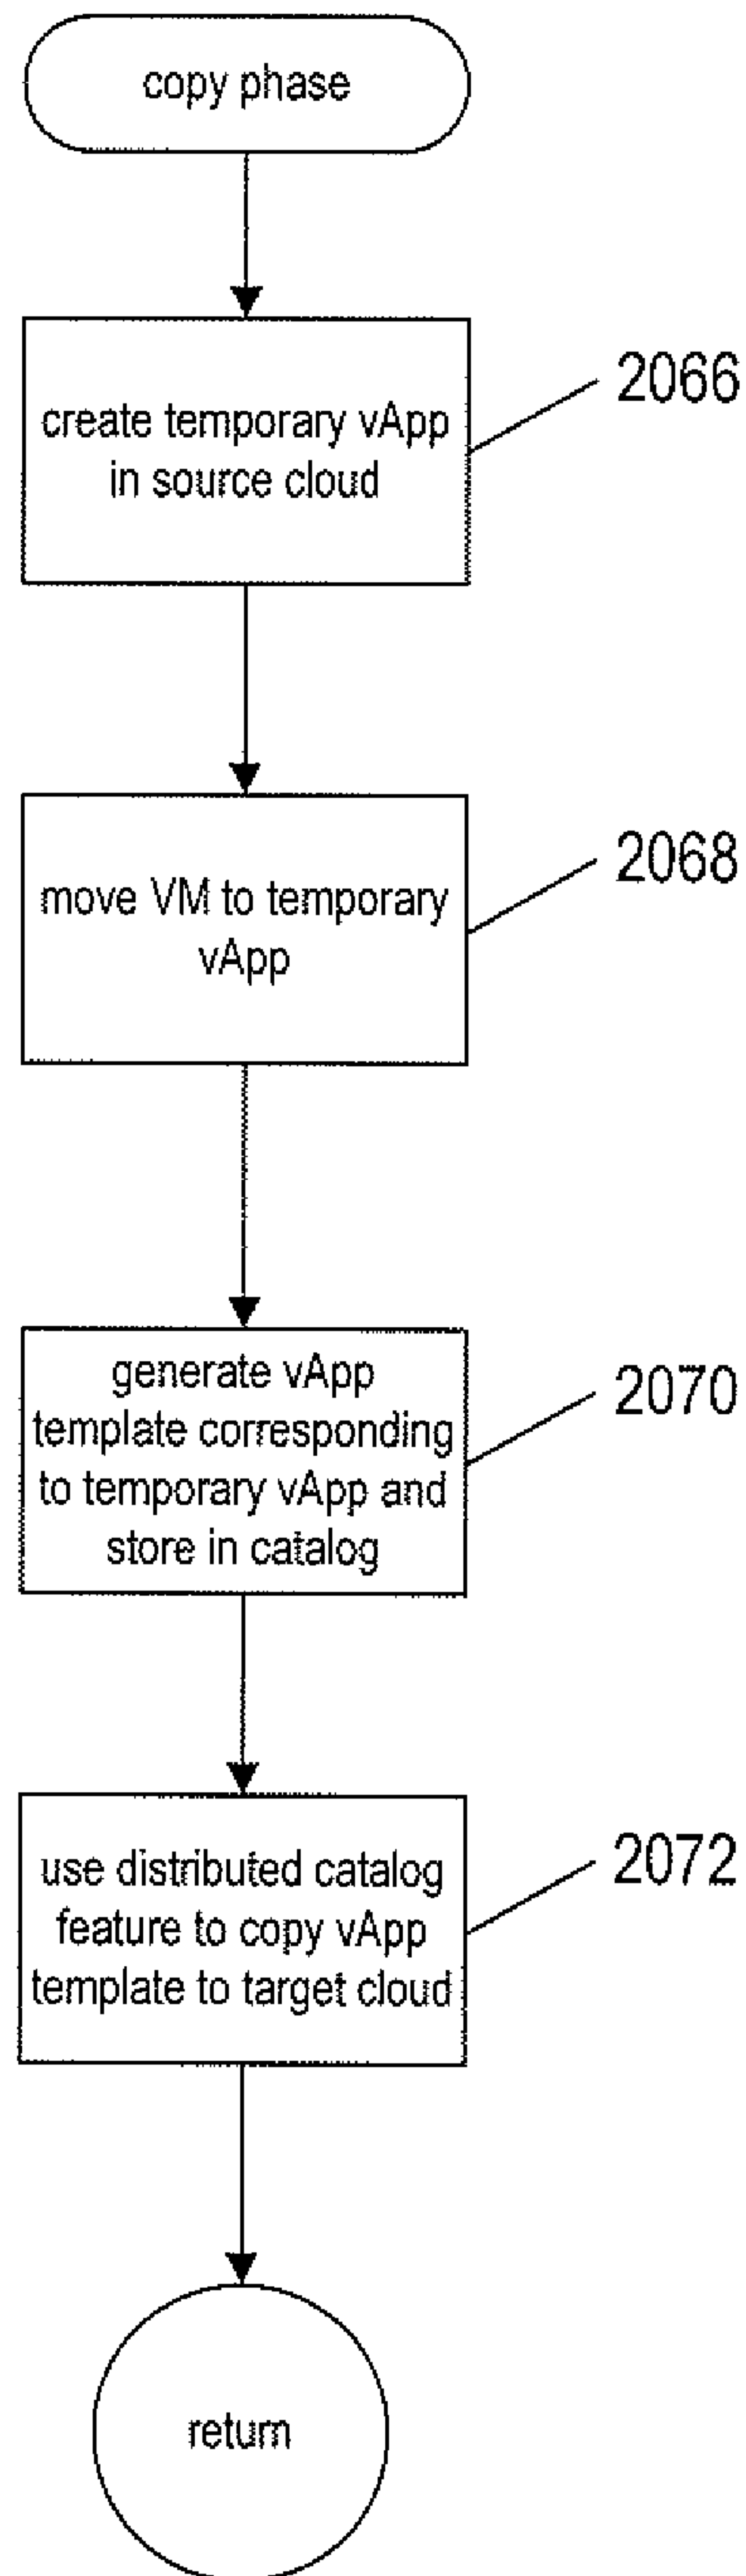 copy phase
create temporary vApp
in source cloud
2066
move VM to temporary
vApp
2068
generate vApp
template corresponding
to temporary vApp and
store in catalog
2070
use distributed catalog
feature to copy vApp
template to target cloud
2072
return